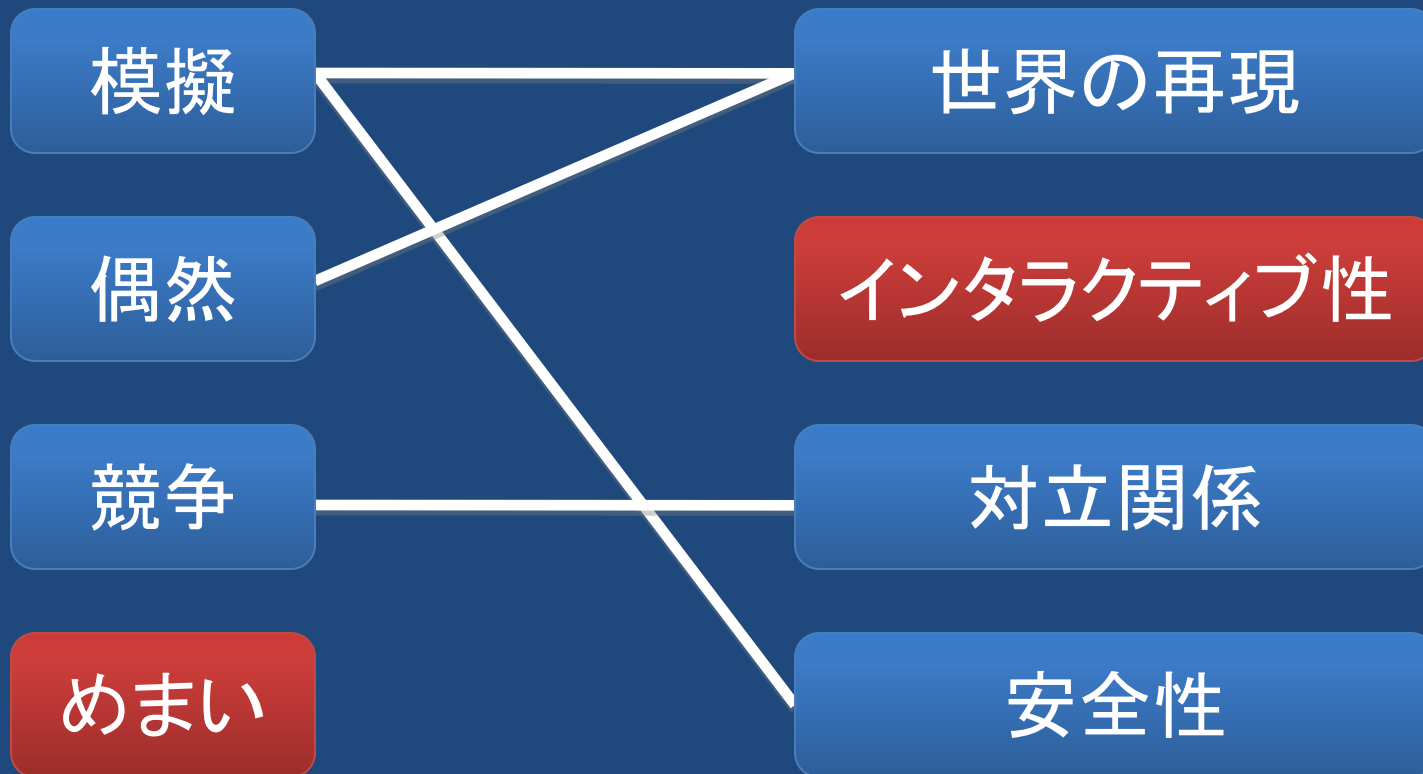 模擬
世界の再現
偶然
インタラクティブ性
競争
対立関係
めまい
安全性